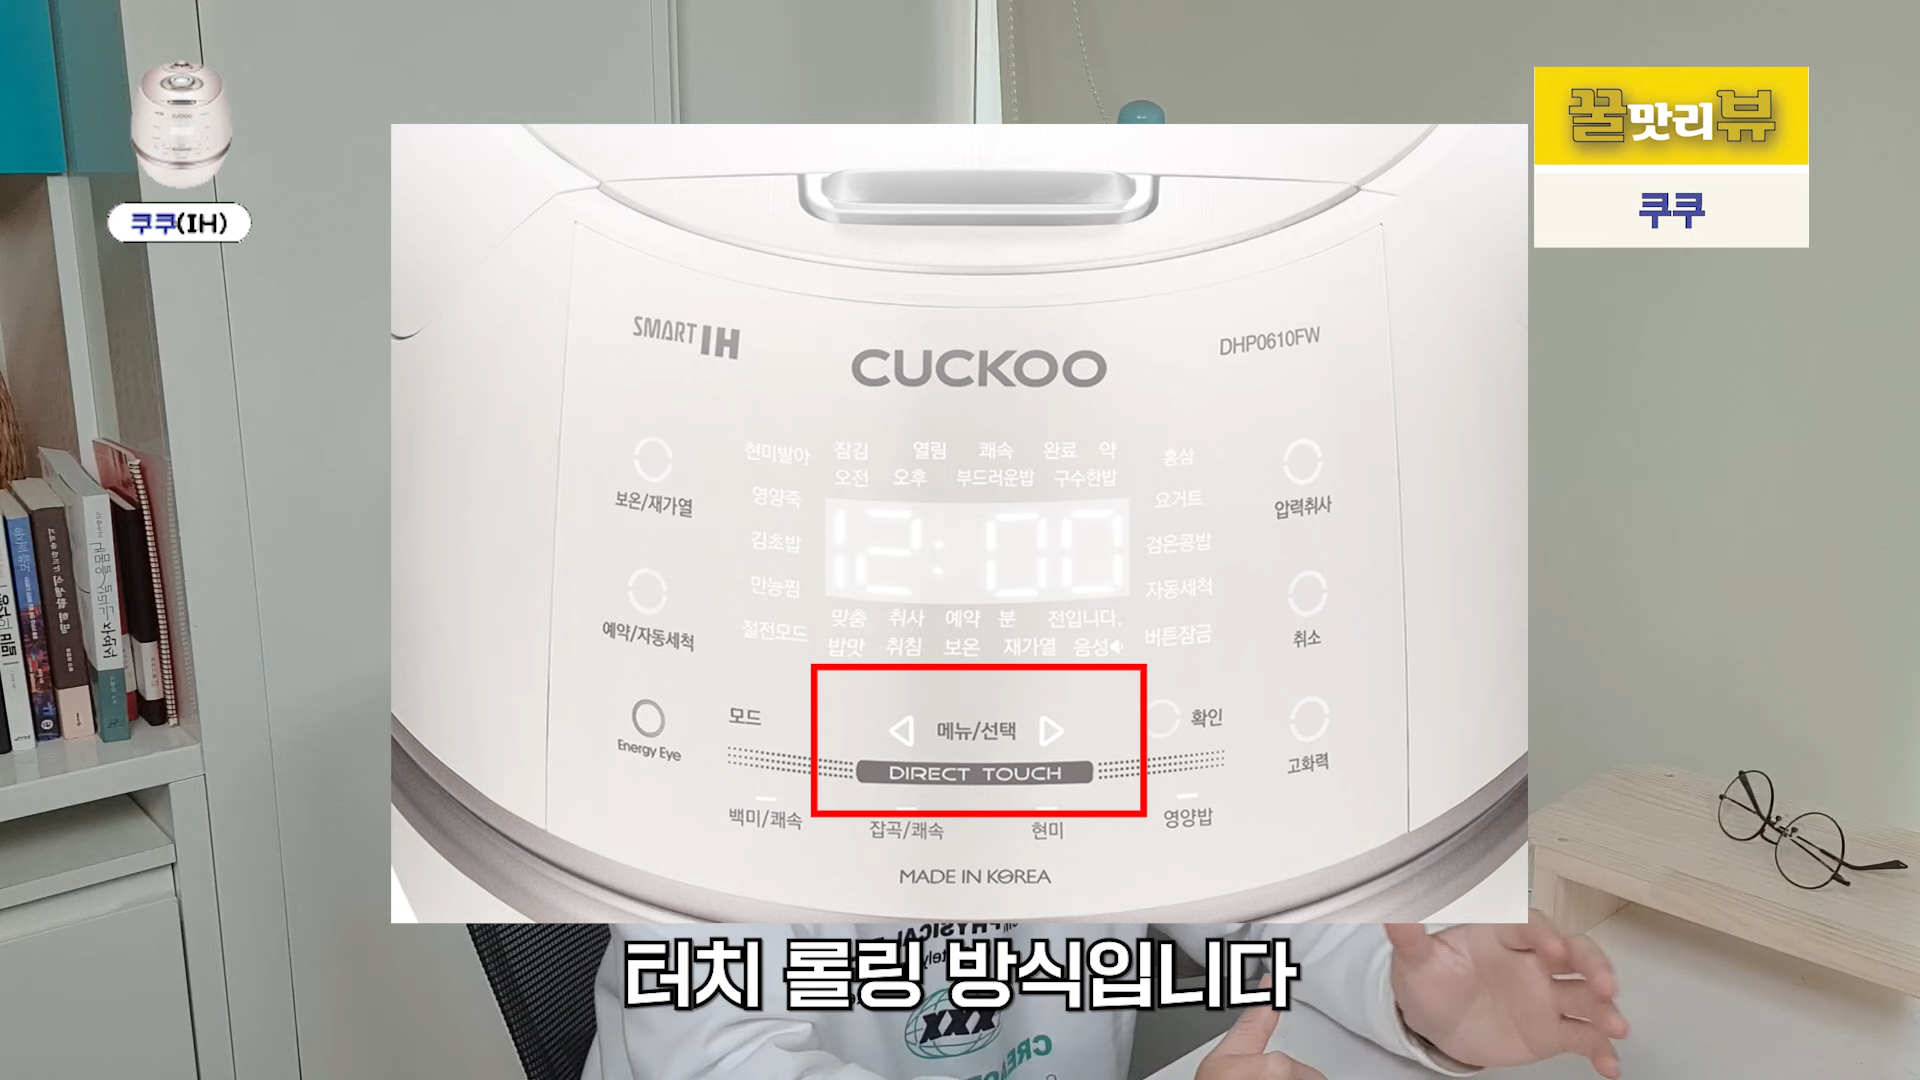 꿀맛리뷰
쿠쿠
쿠쿠(IH)
SMART IH
CUCKOO
DHP0610FW
보온/재가열
예약/자동세척
Energy Eye
현미발아
영양죽
김초밥
만능찜
절전모드
잠김 열림 쾌속 완료 약
오전 오후 부드러운밥 구수한밥
12:00
맞춤 취사 예약 분 전입니다.
밥맛 취침 보온 재가열 음성
홍삼
요거트
검은콩밥
자동세척
버튼잠금
압력취사
취소
고화력
모드
메뉴/선택
확인
DIRECT TOUCH
백미/쾌속
잡곡/쾌속
현미
영양밥
MADE IN KOREA
터치 롤링 방식입니다
XXX